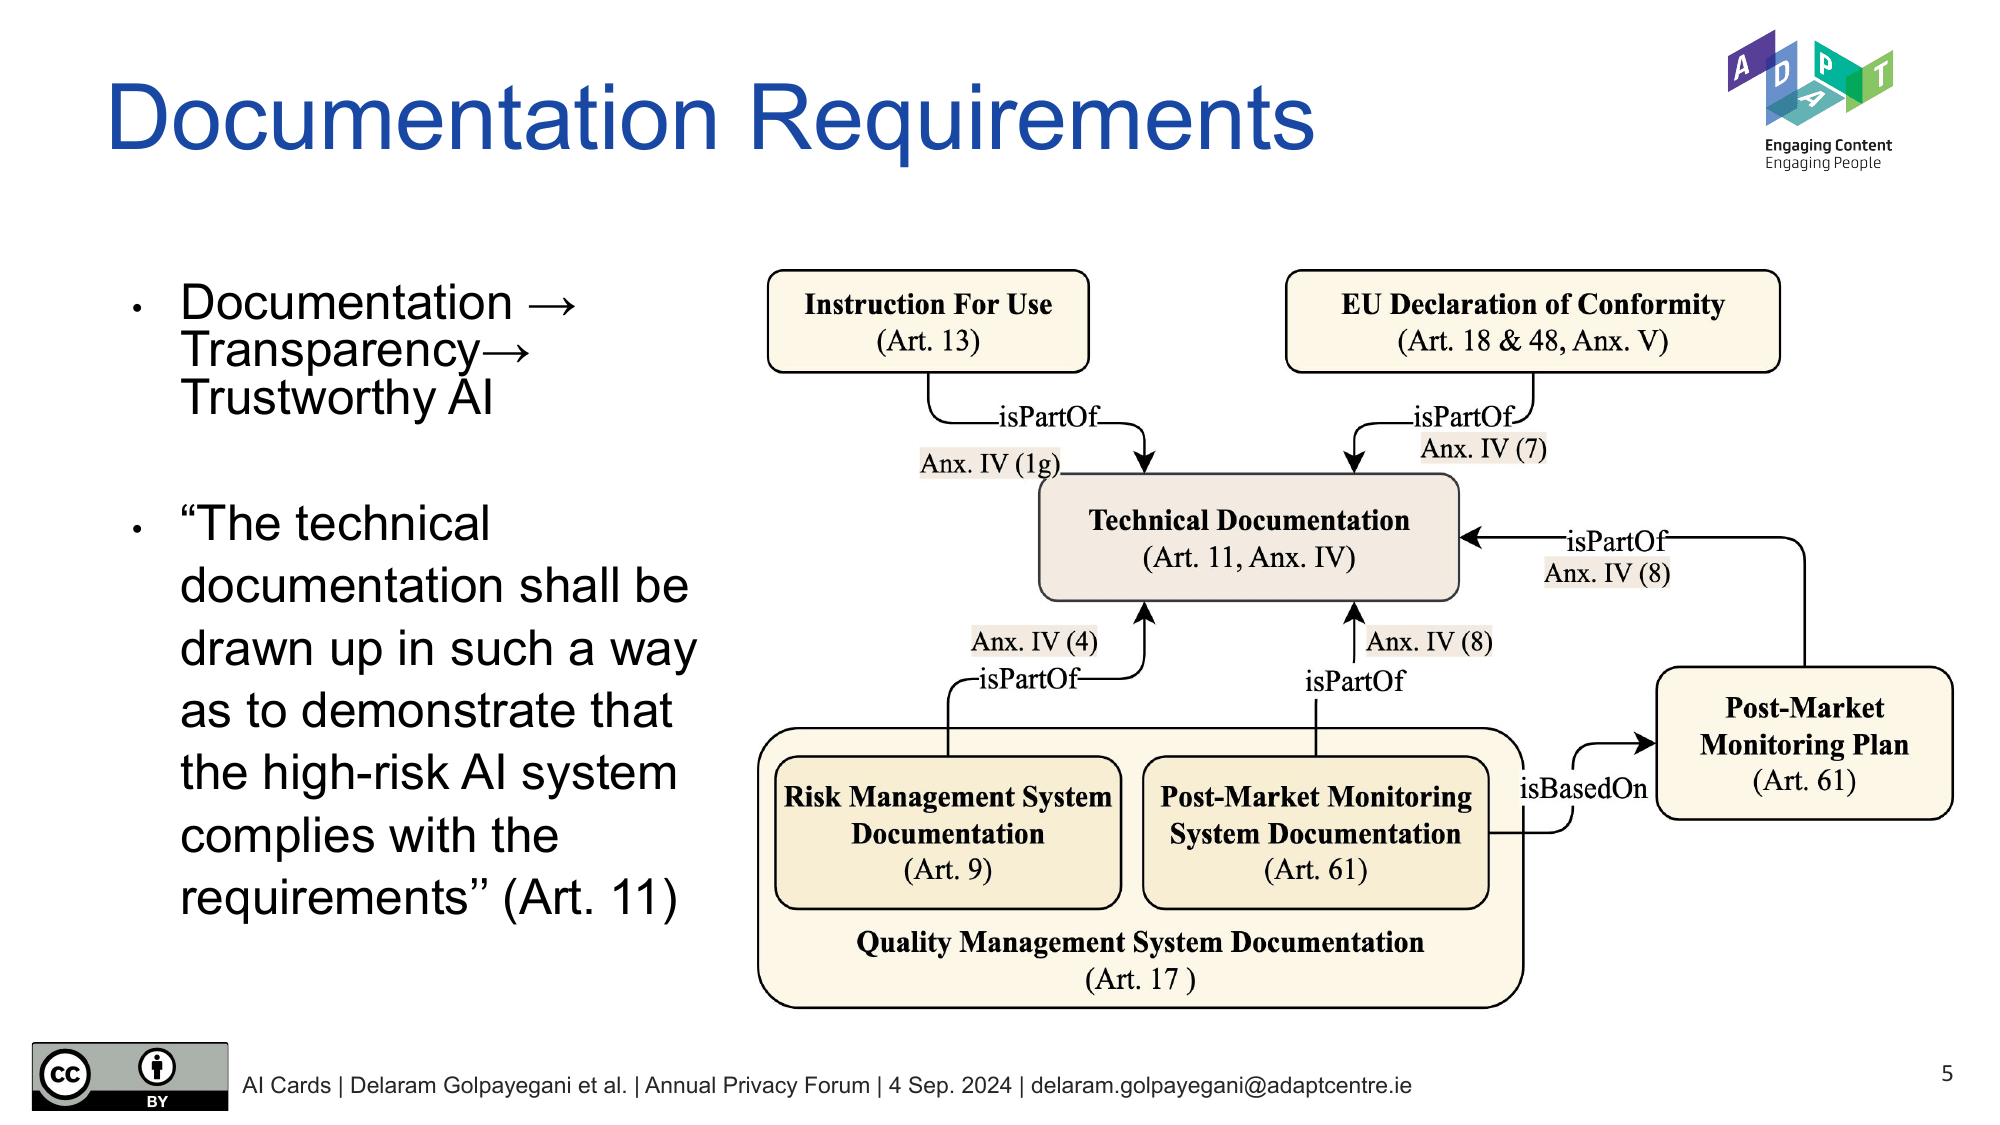 Documentation Requirements
A D A P T
Engaging Content
Engaging People
• Documentation →
Transparency→
Trustworthy AI
• “The technical
documentation shall be
drawn up in such a way
as to demonstrate that
the high-risk AI system
complies with the
requirements’’ (Art. 11)
Instruction For Use
(Art. 13)
EU Declaration of Conformity
(Art. 18 & 48, Anx. V)
isPartOf
Anx. IV (1g)
isPartOf
Anx. IV (7)
Technical Documentation
(Art. 11, Anx. IV)
isPartOf
Anx. IV (8)
Anx. IV (4)
isPartOf
Anx. IV (8)
isPartOf
Post-Market
Monitoring Plan
(Art. 61)
isBasedOn
Risk Management System
Documentation
(Art. 9)
Post-Market Monitoring
System Documentation
(Art. 61)
Quality Management System Documentation
(Art. 17 )
cc
BY
AI Cards | Delaram Golpayegani et al. | Annual Privacy Forum | 4 Sep. 2024 | delaram.golpayegani@adaptcentre.ie
5